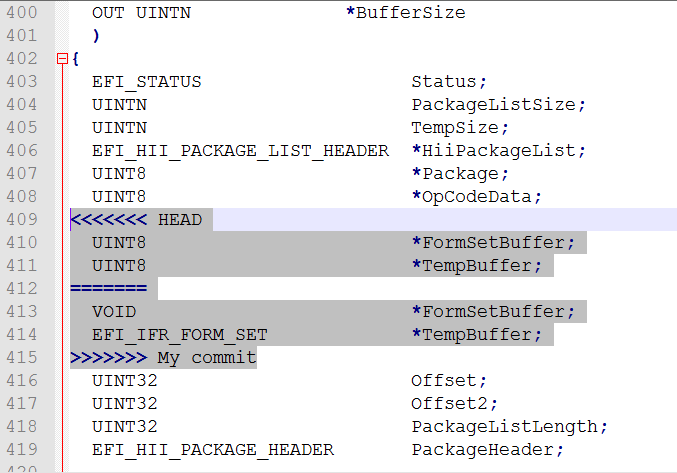 400 OUT UINTN *BufferSize
401 )
402 {
403 EFI_STATUS Status;
404 UINTN PackageListSize;
405 UINTN TempSize;
406 EFI_HII_PACKAGE_LIST_HEADER *HiiPackageList;
407 UINT8 *Package;
408 UINT8 *OpCodeData;
409 <<<<<<< HEAD
410 UINT8 *FormSetBuffer;
411 UINT8 *TempBuffer;
412 =======
413 VOID *FormSetBuffer;
414 EFI_IFR_FORM_SET *TempBuffer;
415 >>>>>>> My commit
416 UINT32 Offset;
417 UINT32 Offset2;
418 UINT32 PackageListLength;
419 EFI_HII_PACKAGE_HEADER PackageHeader;